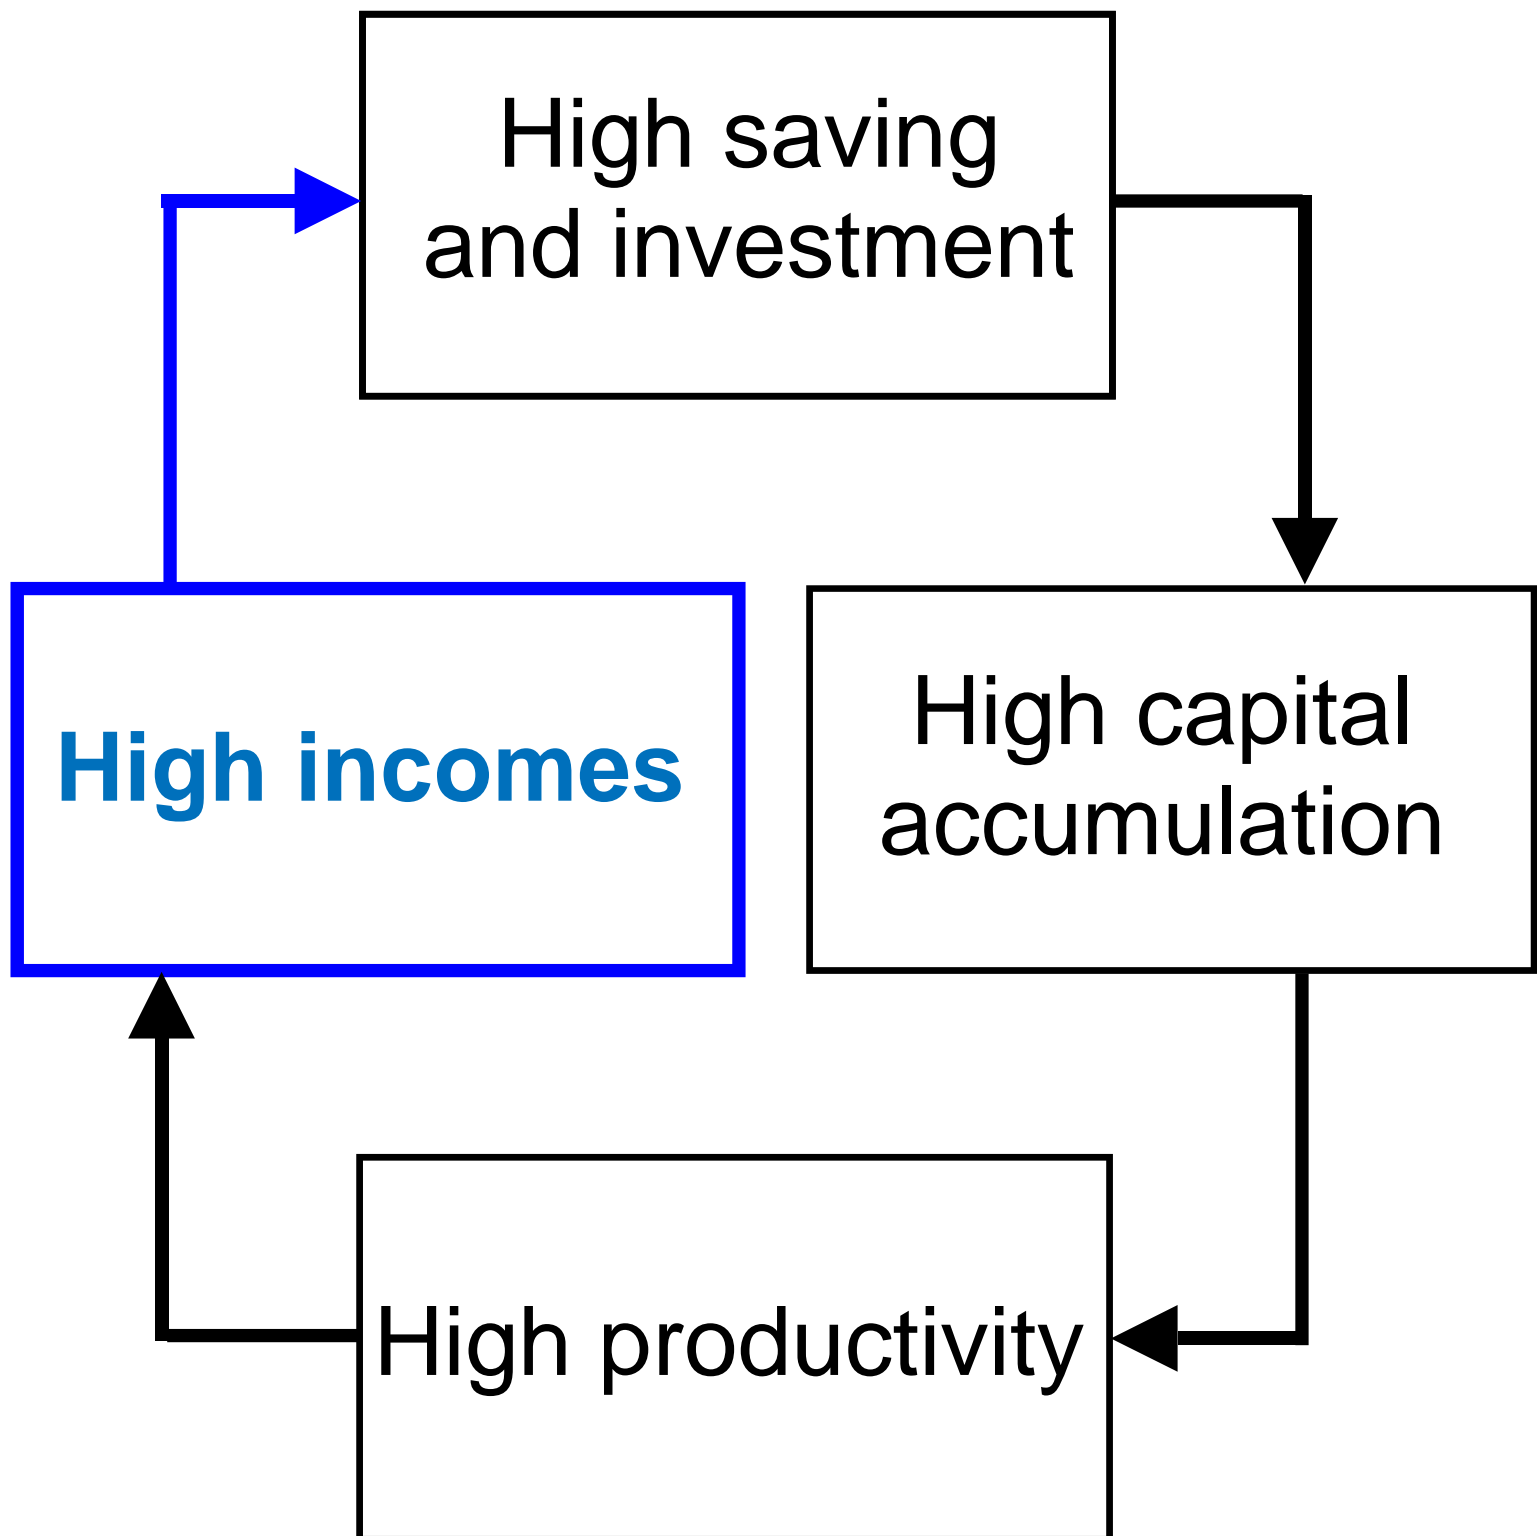 High saving
and investment
High incomes
High capital
accumulation
High productivity